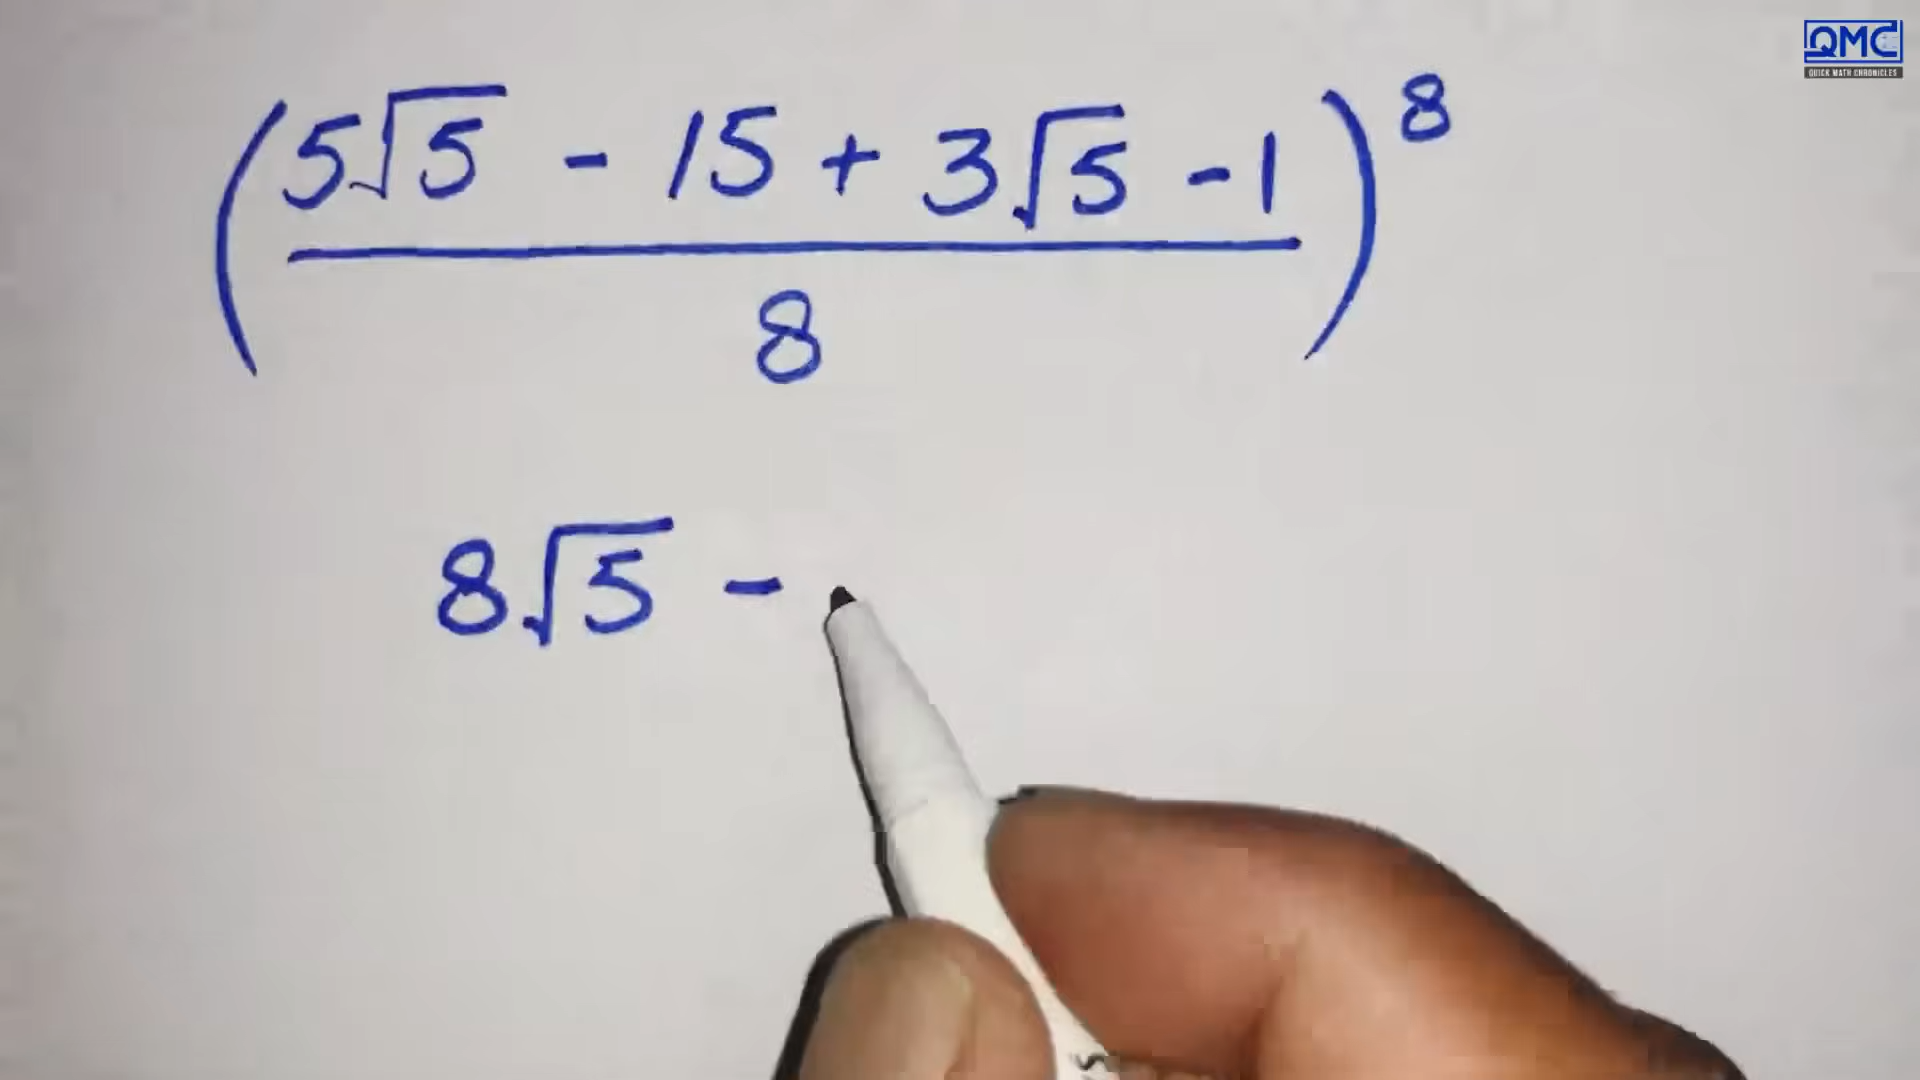 QMC
QUICK MATH CHRONICLES
(5√5 - 15 + 3√5 - 1)⁸
8
8√5 -